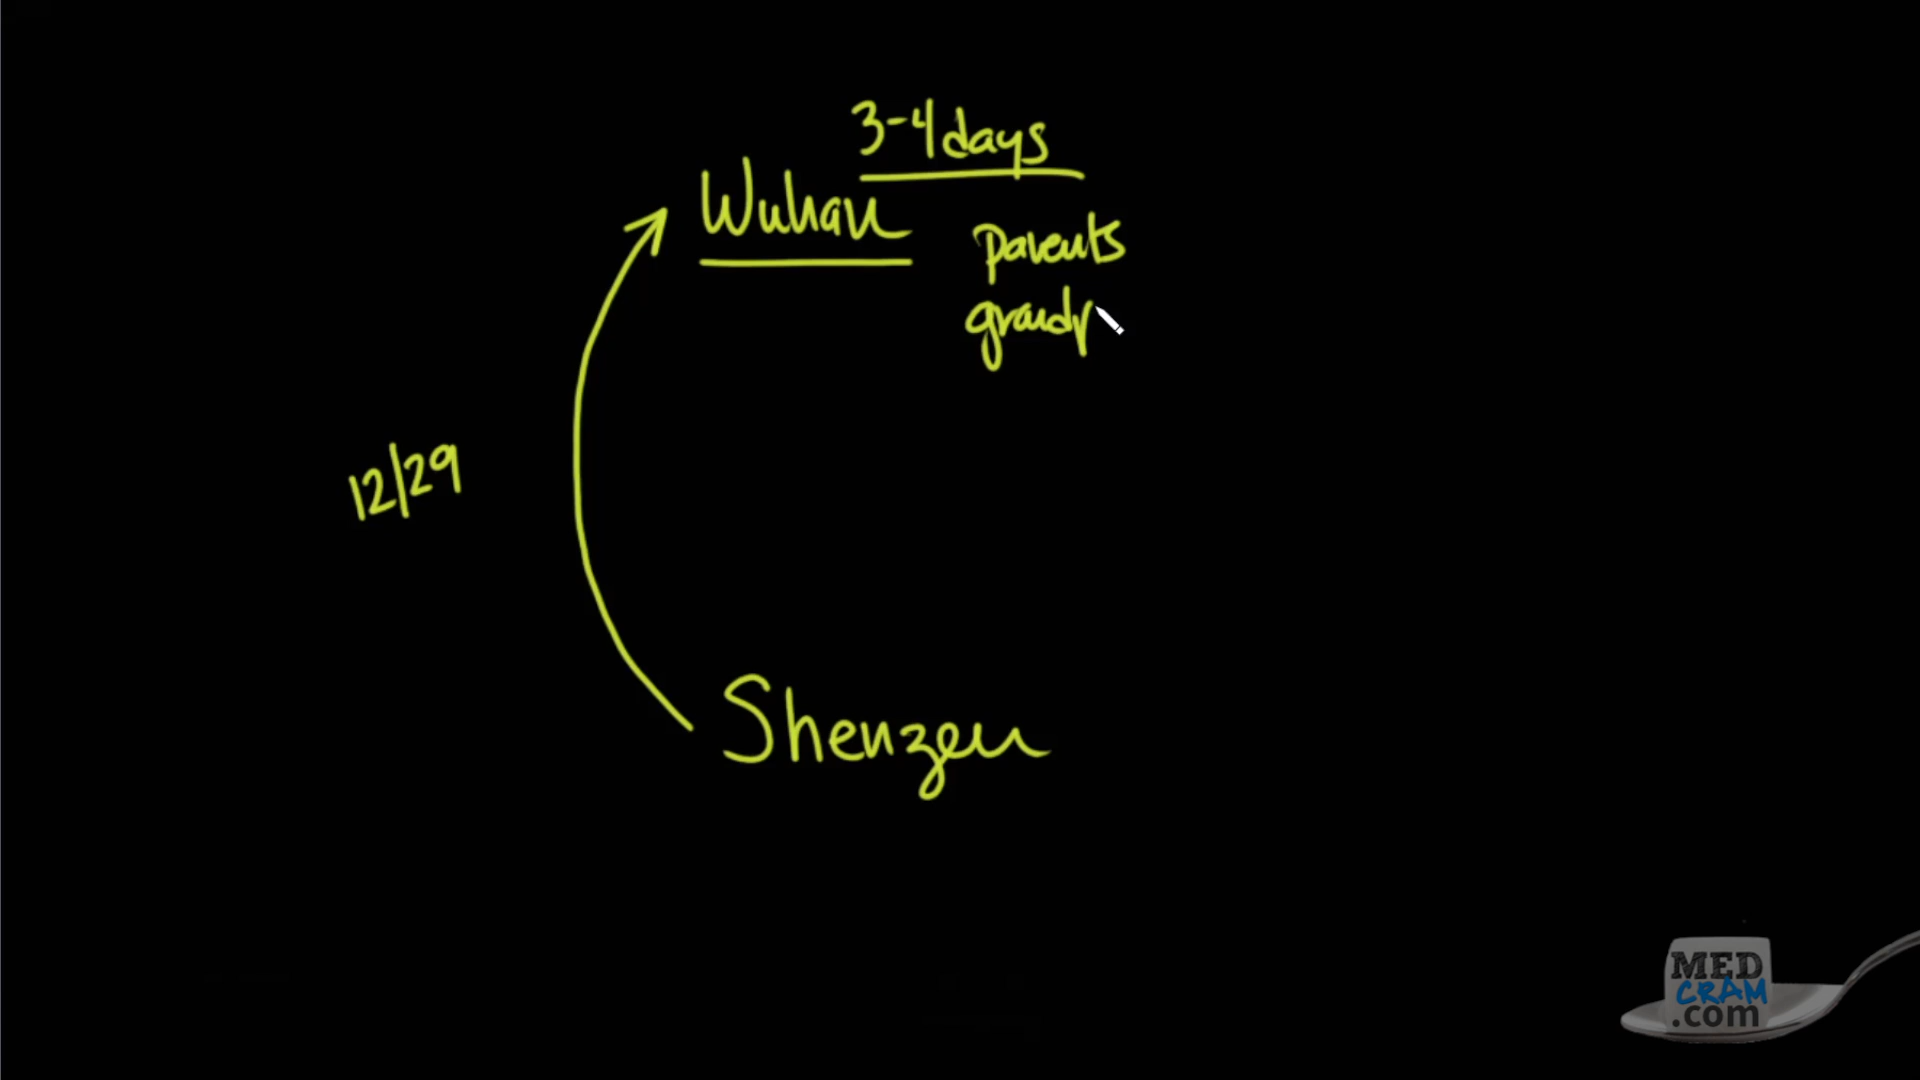 3-4 days
Wuhan
parents
grandp
12/29
Shenzen
MED
CRAM
.com